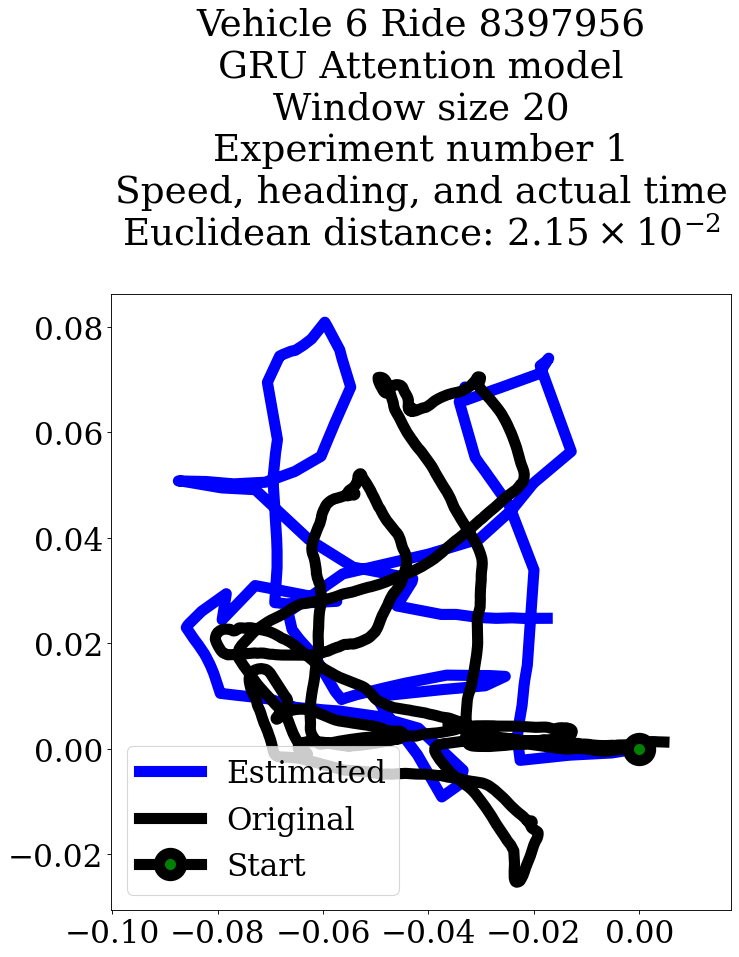 Vehicle 6 Ride 8397956
GRU Attention model
Window size 20
Experiment number 1
Speed, heading, and actual time
Euclidean distance: 2.15 × 10⁻²
0.08
0.06
0.04
0.02
0.00
−0.02
Estimated
Original
Start
−0.10 −0.08 −0.06 −0.04 −0.02 0.00